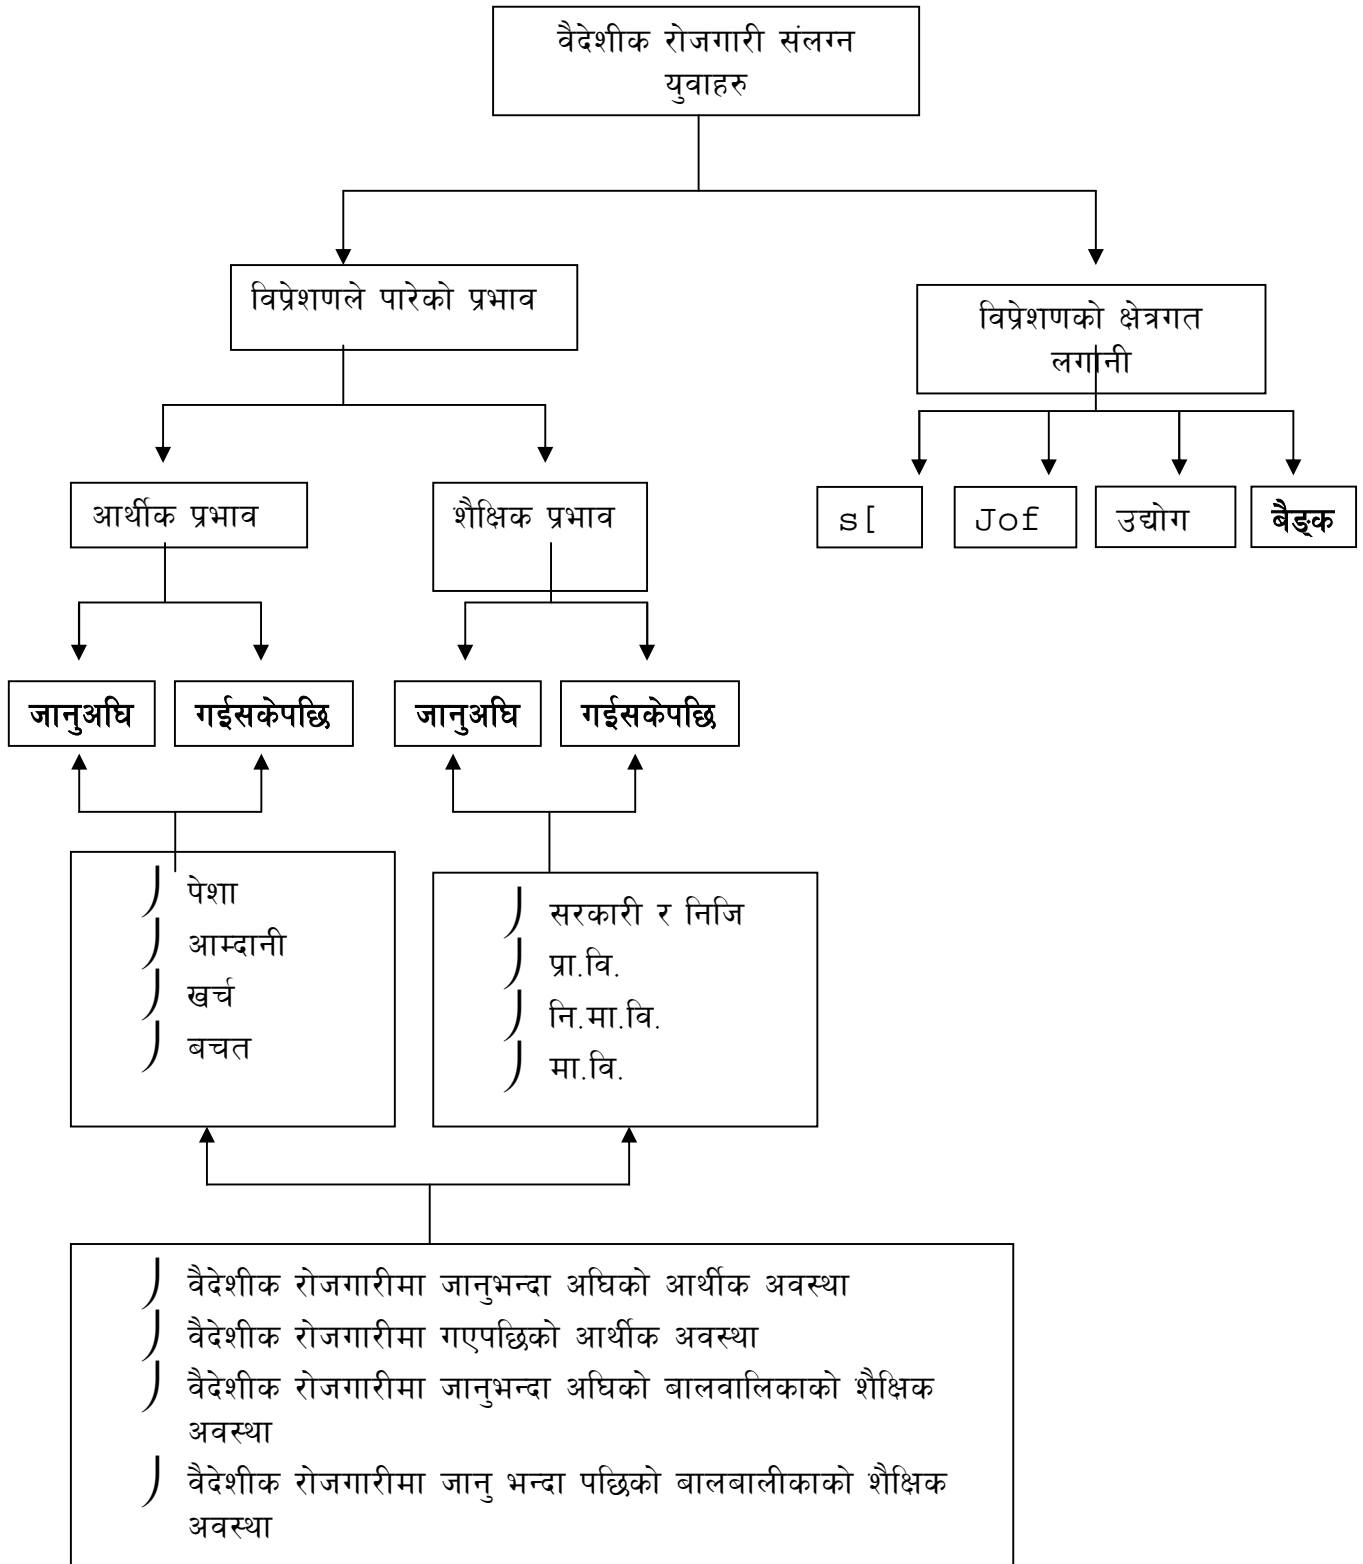 वैदेशीक रोजगारी संलग्न
युवाहरु
विप्रेशणले पारेको प्रभाव
विप्रेशणको क्षेत्रगत
लगानी
आर्थीक प्रभाव
शैक्षिक प्रभाव
s[
Jof
उद्योग
बैङ्क
जानुअघि
गईसकेपछि
जानुअघि
गईसकेपछि
पेशा
आम्दानी
खर्च
बचत
सरकारी र निजि
प्रा.वि.
नि.मा.वि.
मा.वि.
वैदेशीक रोजगारीमा जानुभन्दा अघिको आर्थीक अवस्था
वैदेशीक रोजगारीमा गएपछिको आर्थीक अवस्था
वैदेशीक रोजगारीमा जानुभन्दा अघिको बालवालिकाको शैक्षिक
अवस्था
वैदेशीक रोजगारीमा जानु भन्दा पछिको बालबालीकाको शैक्षिक
अवस्था